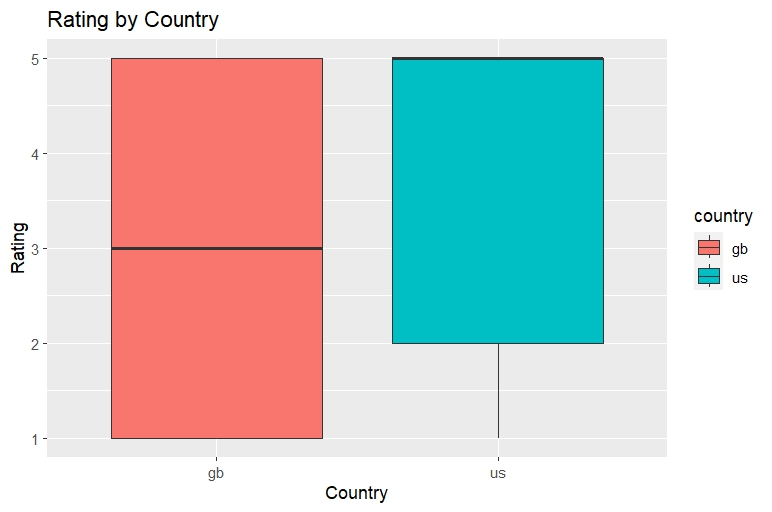 Rating by Country
5
4
3
2
1
Rating
gb
us
Country
country
gb
us